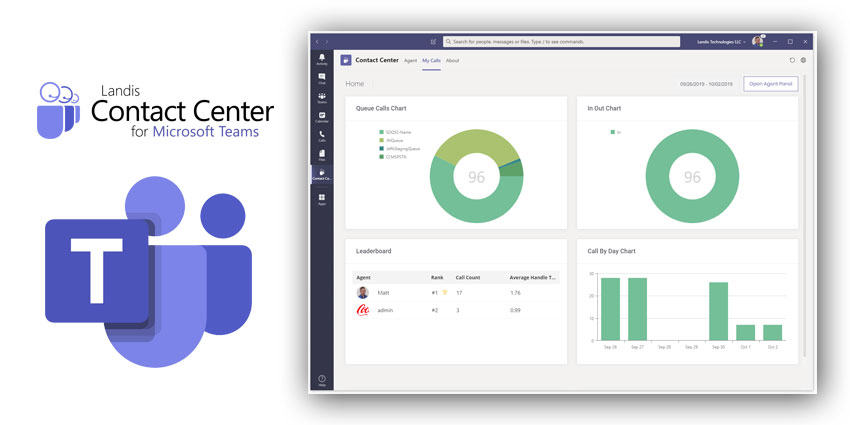 Landis
Contact Center
for Microsoft Teams
T
Search for people, messages or files. Type / to see commands.
Landis Technologies LLC
Contact Center Agent My Calls About
Activity
Chat
Teams
Calendar
Calls
Files
Contact Ce...
Apps
Help
Home
09/26/2019 - 10/02/2019
Open Agent Panel
Queue Calls Chart
96
In Out Chart
In
96
Leaderboard
Agent Rank Call Count Average Handle T...
Matt #1 17 1.76
admin #2 3 0.99
Call By Day Chart
30
20
10
0
Sep 26 Sep 27 Sep 28 Sep 29 Sep 30 Oct 1 Oct 2